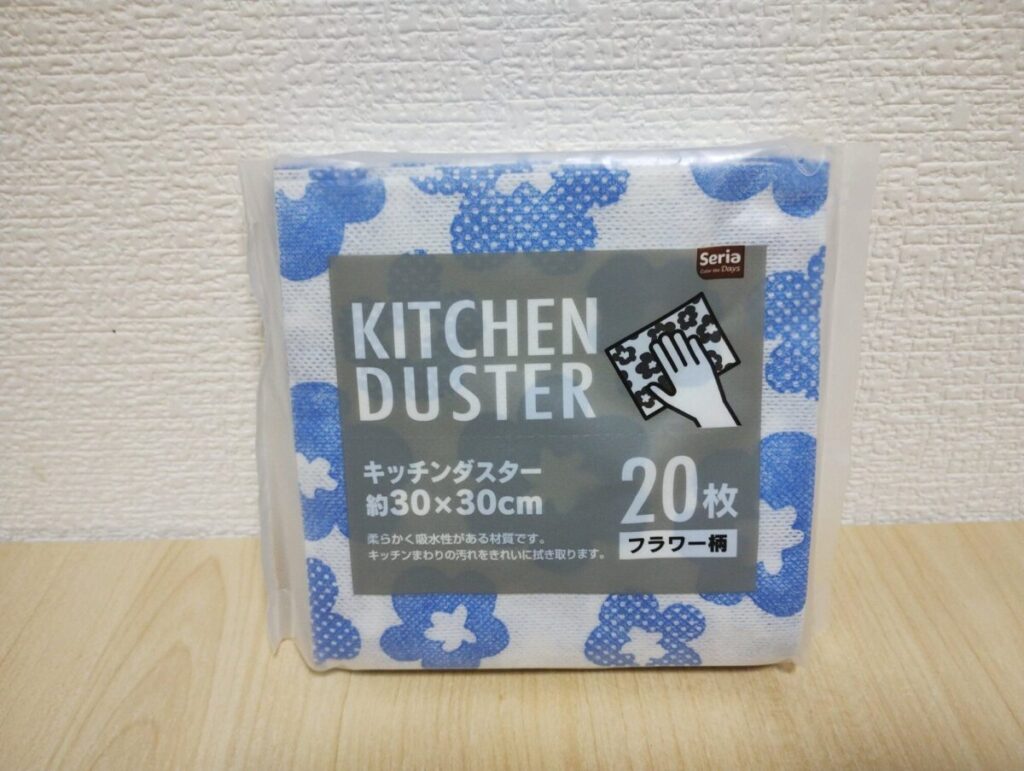 Seria
Color the Days
KITCHEN
DUSTER
キッチンダスター
約30×30cm
柔らかく吸水性がある材質です。
キッチンまわりの汚れをきれいに拭き取ります。
20枚
フラワー柄